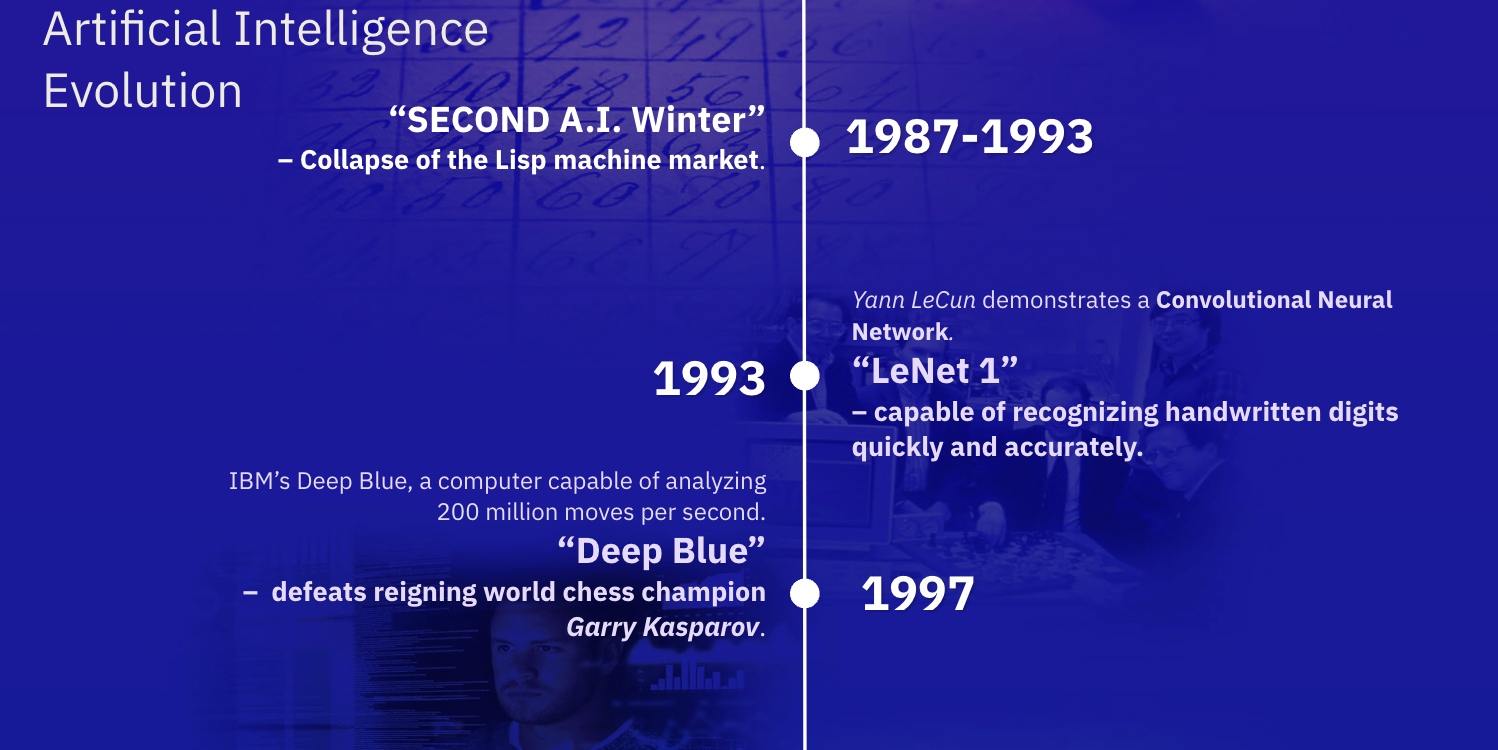 Artificial Intelligence
Evolution
“SECOND A.I. Winter”
– Collapse of the Lisp machine market.
1987-1993
Yann LeCun demonstrates a Convolutional Neural
Network.
“LeNet 1”
– capable of recognizing handwritten digits
quickly and accurately.
1993
IBM’s Deep Blue, a computer capable of analyzing
200 million moves per second.
“Deep Blue”
– defeats reigning world chess champion
Garry Kasparov.
1997